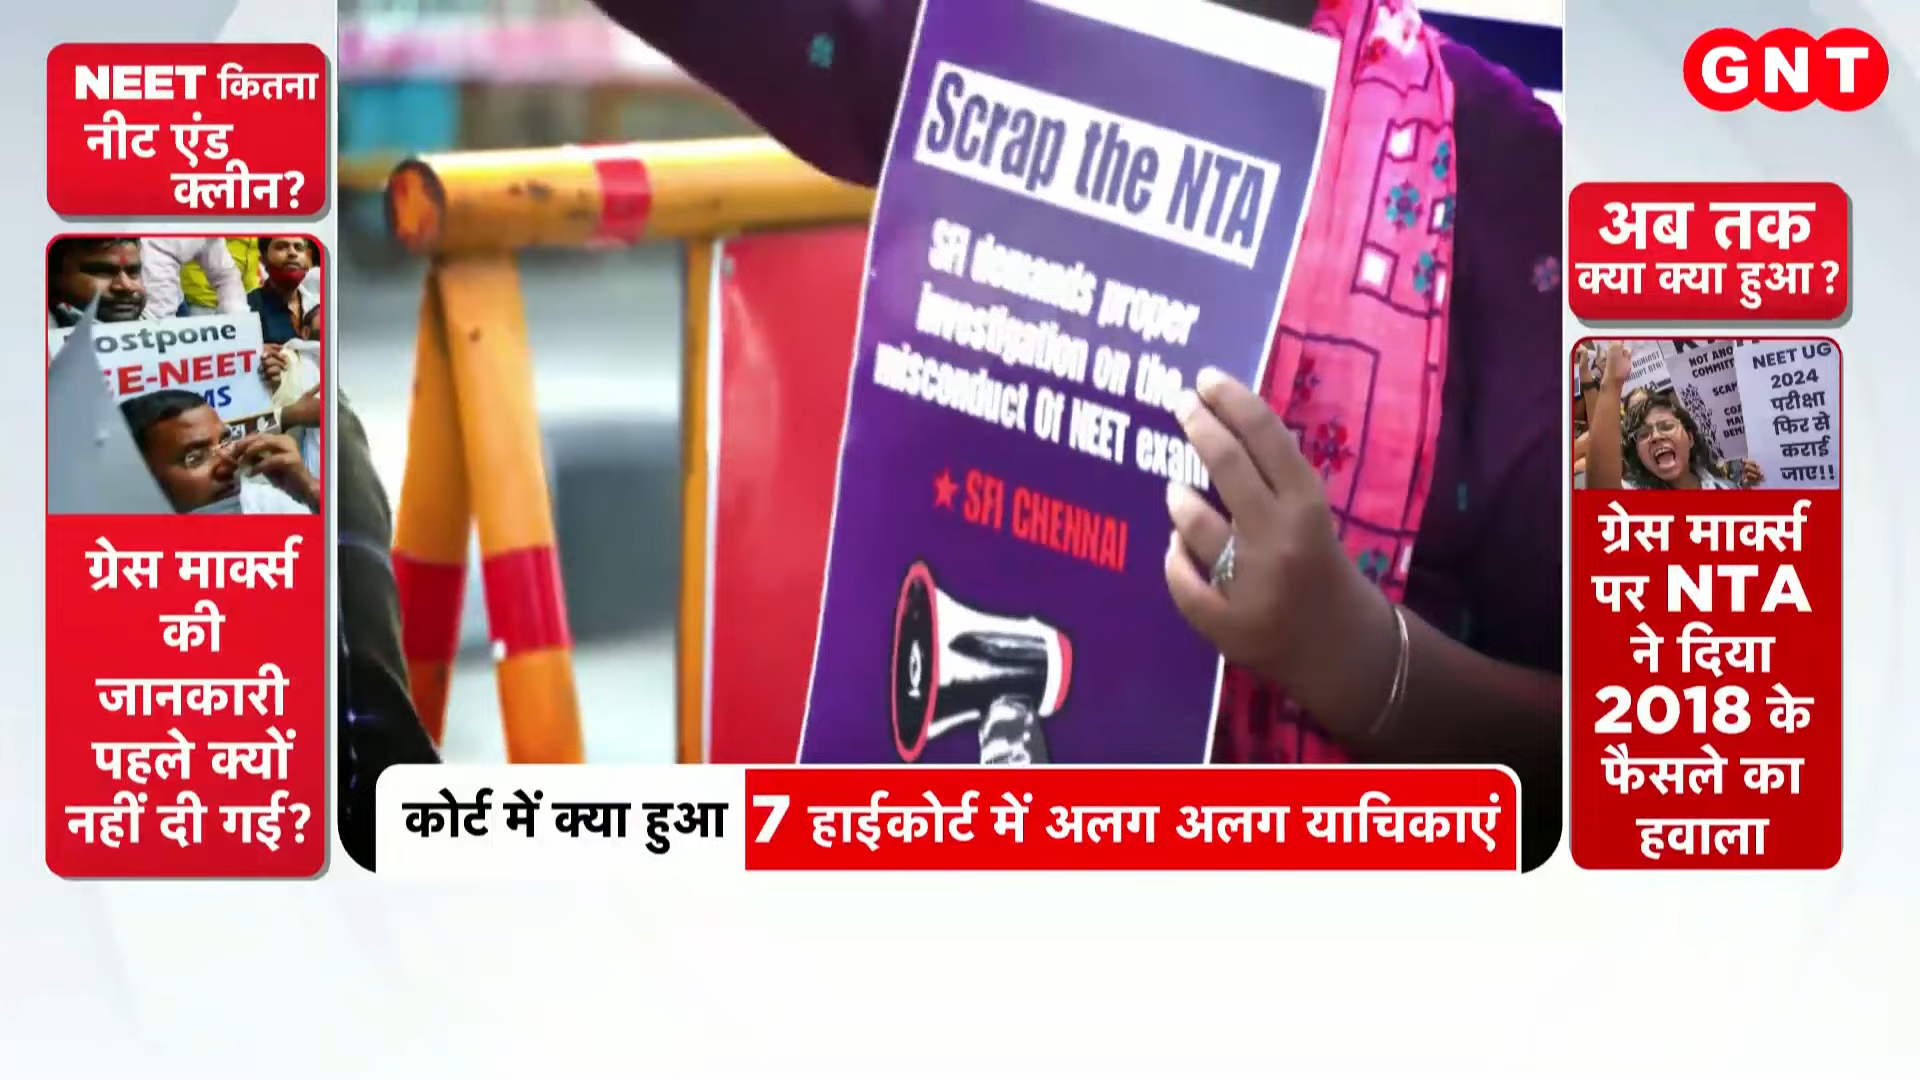 NEET कितना
नीट एंड
क्लीन?
ostpone
EE-NEET
MS
ग्रेस मार्क्स
की
जानकारी
पहले क्यों
नहीं दी गई?
Scrap the NTA
SFI demands proper
investigation on the
misconduct Of NEET exam
★ SFI CHENNAI
कोर्ट में क्या हुआ
7 हाईकोर्ट में अलग अलग याचिकाएं
GNT
अब तक
क्या क्या हुआ?
NEET UG
2024
परीक्षा
फिर से
कराई
जाए!!
ग्रेस मार्क्स
पर NTA
ने दिया
2018 के
फैसले का
हवाला